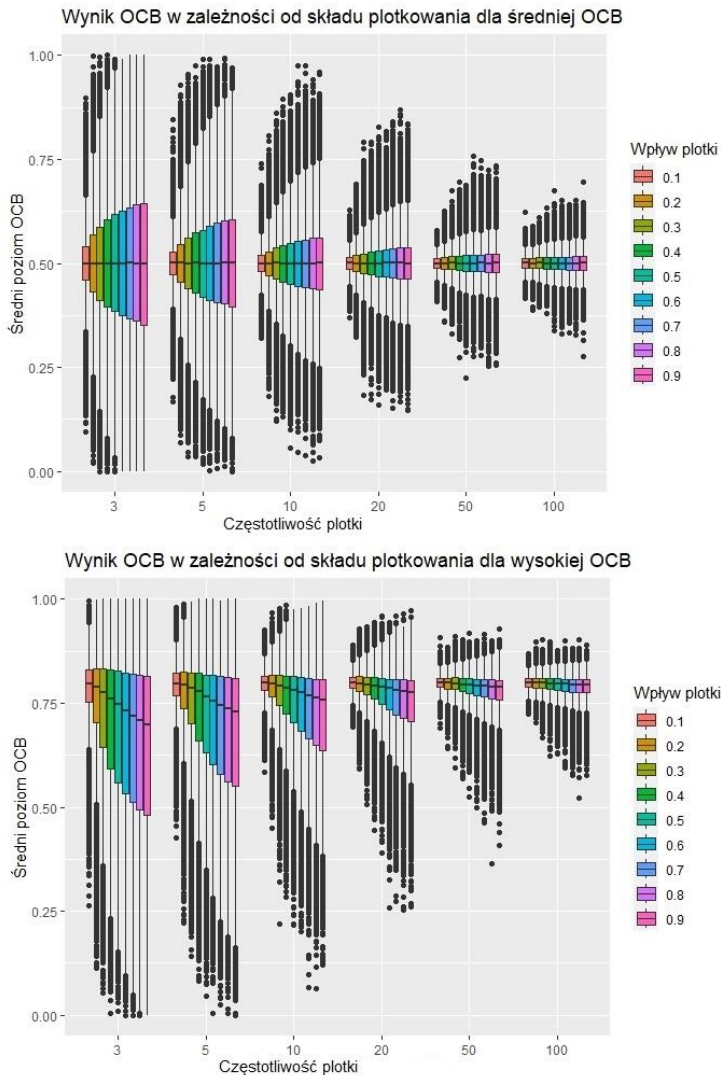 Wynik OCB w zależności od składu plotkowania dla średniej OCB
1.00
0.75
0.50
0.25
0.00
Średni poziom OCB
3 5 10 20 50 100
Częstotliwość plotki
Wpływ plotki
0.1
0.2
0.3
0.4
0.5
0.6
0.7
0.8
0.9
Wynik OCB w zależności od składu plotkowania dla wysokiej OCB
1.00
0.75
0.50
0.25
0.00
Średni poziom OCB
3 5 10 20 50 100
Częstotliwość plotki
Wpływ plotki
0.1
0.2
0.3
0.4
0.5
0.6
0.7
0.8
0.9